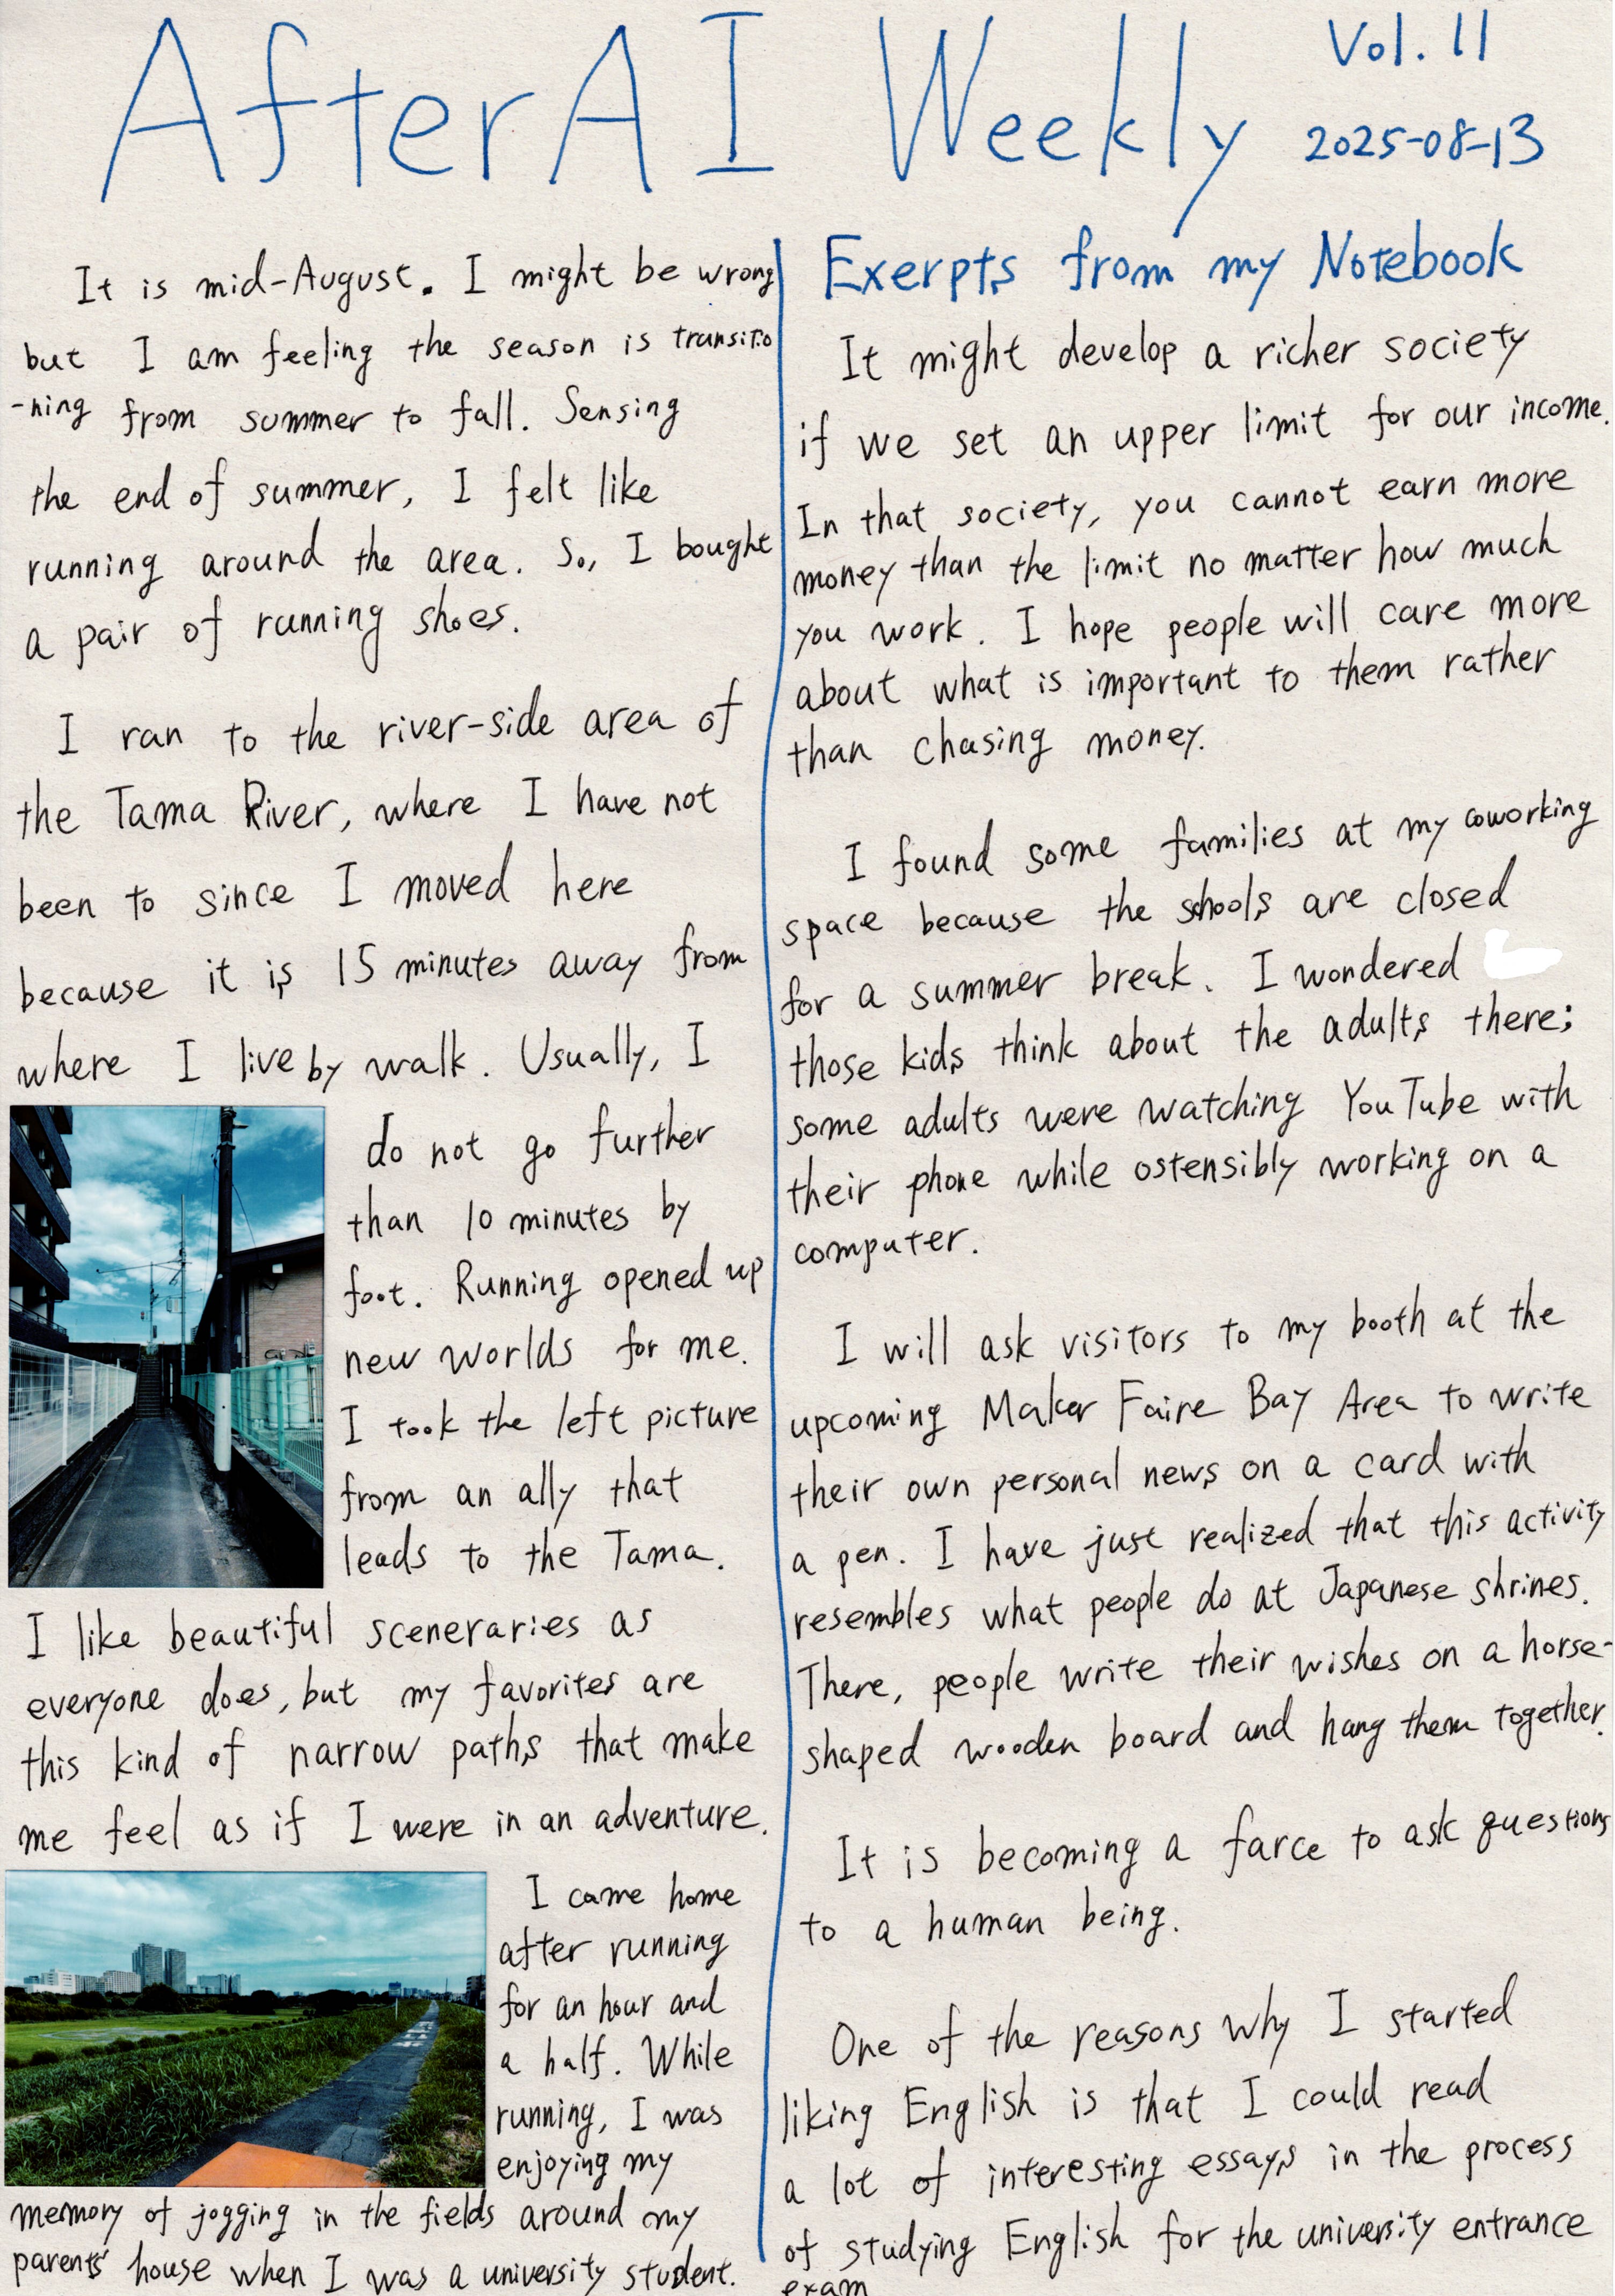 AfterAI Weekly
Vol. 11
2025-08-13
It is mid-August. I might be wrong
but I am feeling the season is transitio
-ning from summer to fall. Sensing
the end of summer, I felt like
running around the area. So, I bought
a pair of running shoes.
I ran to the river-side area of
the Tama River, where I have not
been to since I moved here
because it is 15 minutes away from
where I live by walk. Usually, I
do not go further
than 10 minutes by
foot. Running opened up
new worlds for me.
I took the left picture
from an ally that
leads to the Tama.
I like beautiful sceneraries as
everyone does, but my favorites are
this kind of narrow paths that make
me feel as if I were in an adventure.
I came home
after running
for an hour and
a half. While
running, I was
enjoying my
memory of jogging in the fields around my
parents' house when I was a university student.
Exerpts from my Notebook
It might develop a richer society
if we set an upper limit for our income.
In that society, you cannot earn more
money than the limit no matter how much
you work. I hope people will care more
about what is important to them rather
than chasing money.
I found some families at my coworking
space because the schools are closed
for a summer break. I wondered
those kids think about the adults there;
some adults were watching YouTube with
their phone while ostensibly working on a
computer.
I will ask visitors to my booth at the
upcoming Maker Faire Bay Area to write
their own personal news on a card with
a pen. I have just realized that this activity
resembles what people do at Japanese shrines.
There, people write their wishes on a horse-
shaped wooden board and hang them together.
It is becoming a farce to ask questions
to a human being.
One of the reasons why I started
liking English is that I could read
a lot of interesting essays in the process
of studying English for the university entrance
exam